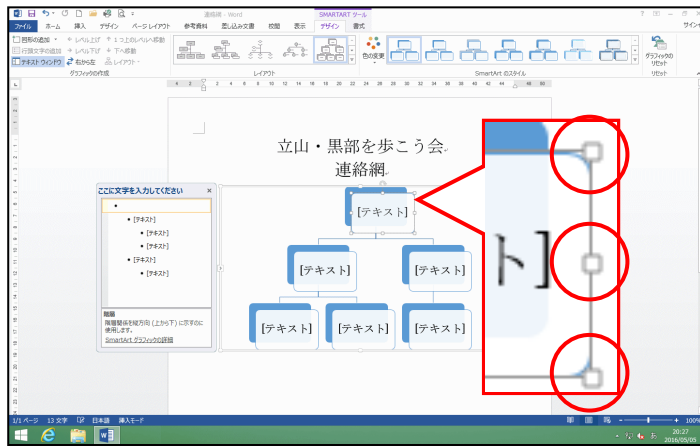 連絡網 - Word
SMARTART ツール
サインイ
ファイル ホーム 挿入 デザイン ページ レイアウト 参考資料 差し込み文書 校閲 表示 デザイン 書式
図形の追加 レベル上げ 1 つ上のレベルへ移動
行頭文字の追加 レベル下げ 下へ移動
テキスト ウィンドウ 右から左 レイアウト
色の変更
グラフィックの
リセット
グラフィックの作成 レイアウト SmartArt のスタイル リセット
立山・黒部を歩こう会
連絡網
ここに文字を入力してください ×
• [テキスト]
• [テキスト]
• [テキスト]
• [テキスト]
• [テキスト]
階層
階層関係を縦方向 (上から下) に示すのに
使用します。
SmartArt グラフィックの詳細
[テキスト]
[テキスト] [テキスト]
[テキスト] [テキスト] [テキスト]
ト]
1/1 ページ 13 文字 日本語 挿入モード 100%
20:27
2016/05/05